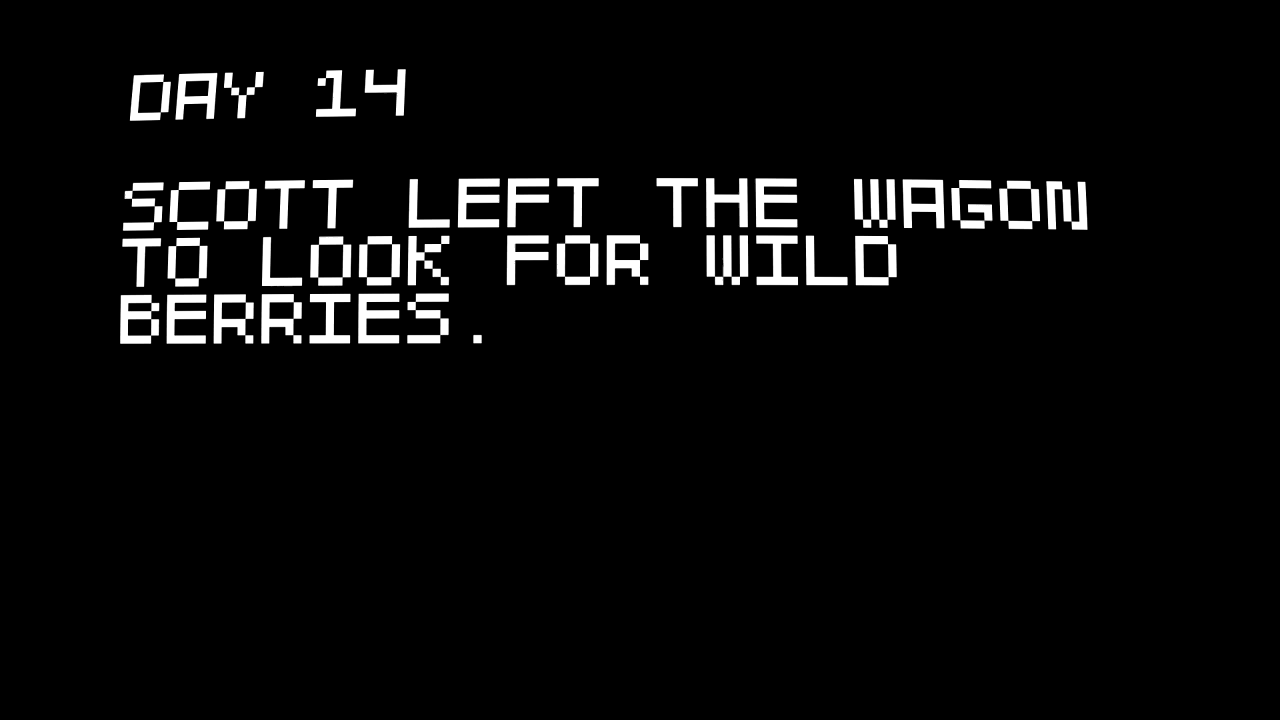 DAY 14
SCOTT LEFT THE WAGON
TO LOOK FOR WILD
BERRIES.